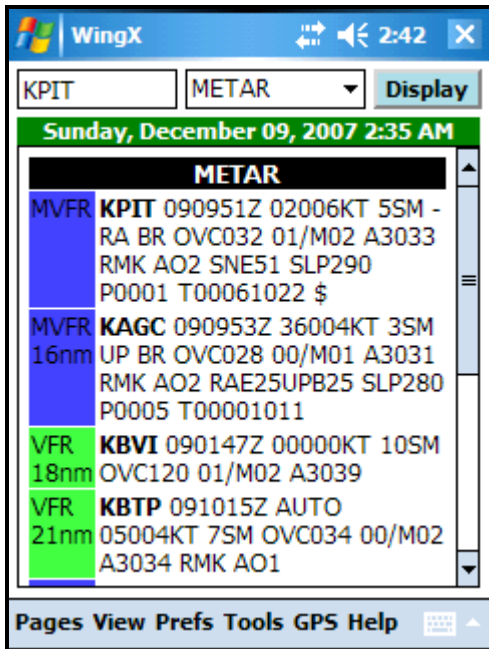 WingX 2:42
KPIT METAR Display
Sunday, December 09, 2007 2:35 AM
METAR
MVFR KPIT 090951Z 02006KT 5SM -
RA BR OVC032 01/M02 A3033
RMK AO2 SNE51 SLP290
P0001 T00061022 $
MVFR KAGC 090953Z 36004KT 3SM
16nm UP BR OVC028 00/M01 A3031
RMK AO2 RAE25UPB25 SLP280
P0005 T00001011
VFR KBVI 090147Z 00000KT 10SM
18nm OVC120 01/M02 A3039
VFR KBTP 091015Z AUTO
21nm 05004KT 7SM OVC034 00/M02
A3034 RMK AO1
Pages View Prefs Tools GPS Help